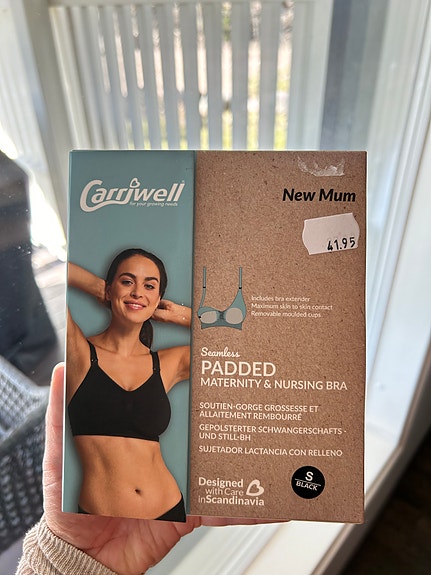 Carriwell
for your growing needs
New Mum
41.95
Includes bra extender
Maximum skin to skin contact
Removable moulded cups
Seamless
PADDED
MATERNITY & NURSING BRA
SOUTIEN-GORGE GROSSESSE ET
ALLAITEMENT REMBOURRÉ
GEPOLSTERTER SCHWANGERSCHAFTS-
UND STILL-BH
SUJETADOR LACTANCIA CON RELLENO
S
BLACK
Designed
with Care
inScandinavia